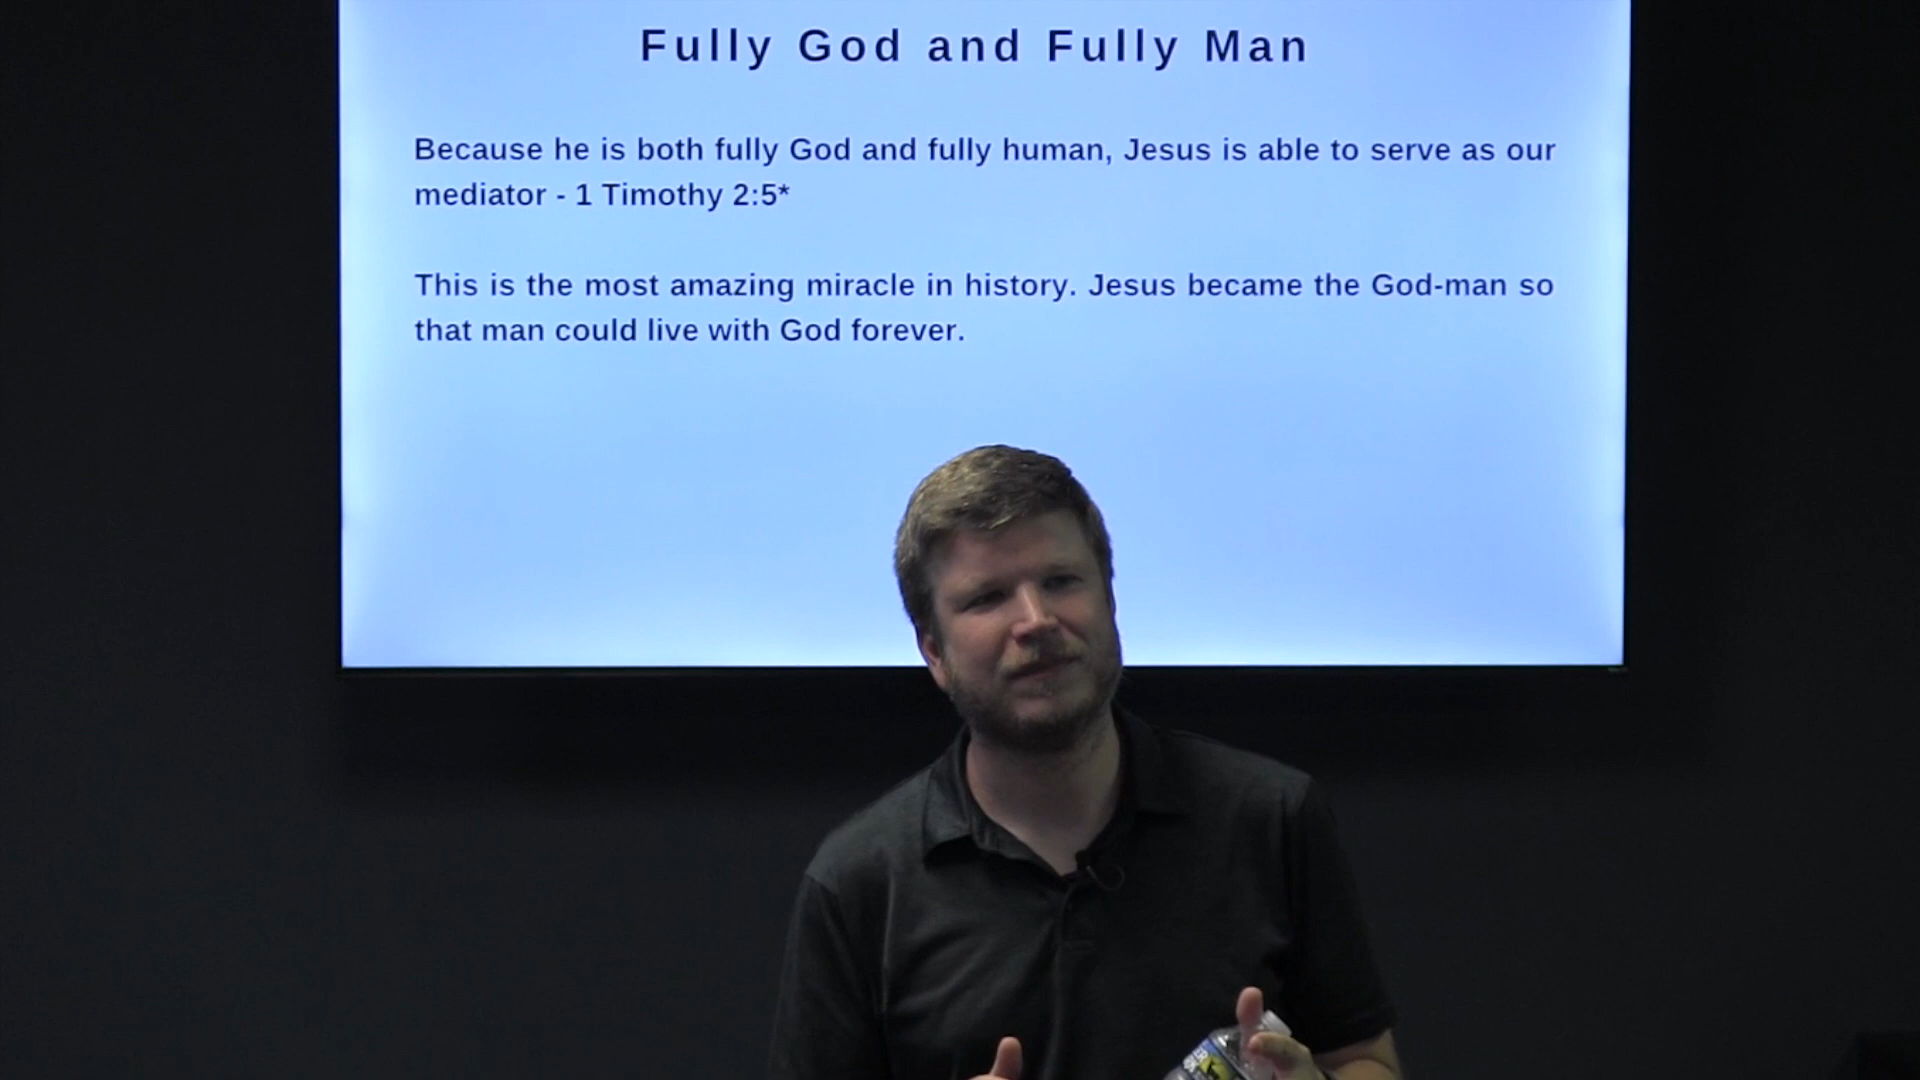 Fully God and Fully Man
Because he is both fully God and fully human, Jesus is able to serve as our
mediator - 1 Timothy 2:5*
This is the most amazing miracle in history. Jesus became the God-man so
that man could live with God forever.